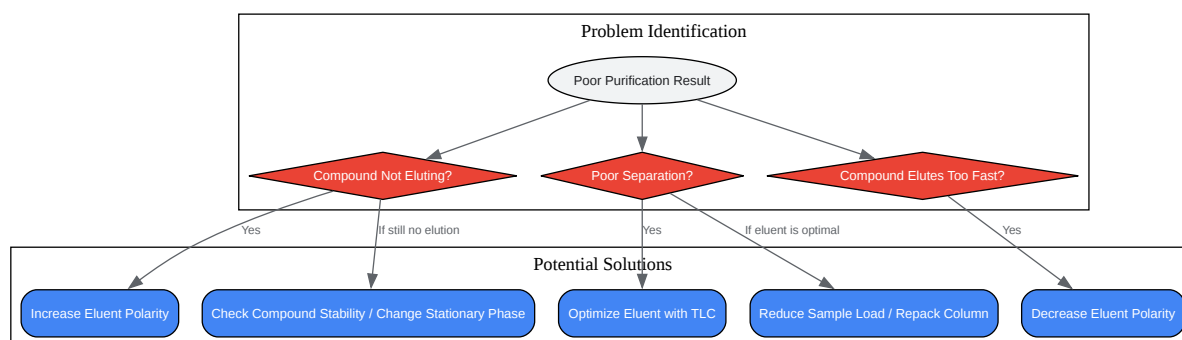 Problem Identification
Poor Purification Result
Compound Not Eluting?
Poor Separation?
Compound Elutes Too Fast?
Yes
If still no elution
Yes
If eluent is optimal
Yes
Potential Solutions
Increase Eluent Polarity
Check Compound Stability / Change Stationary Phase
Optimize Eluent with TLC
Reduce Sample Load / Repack Column
Decrease Eluent Polarity